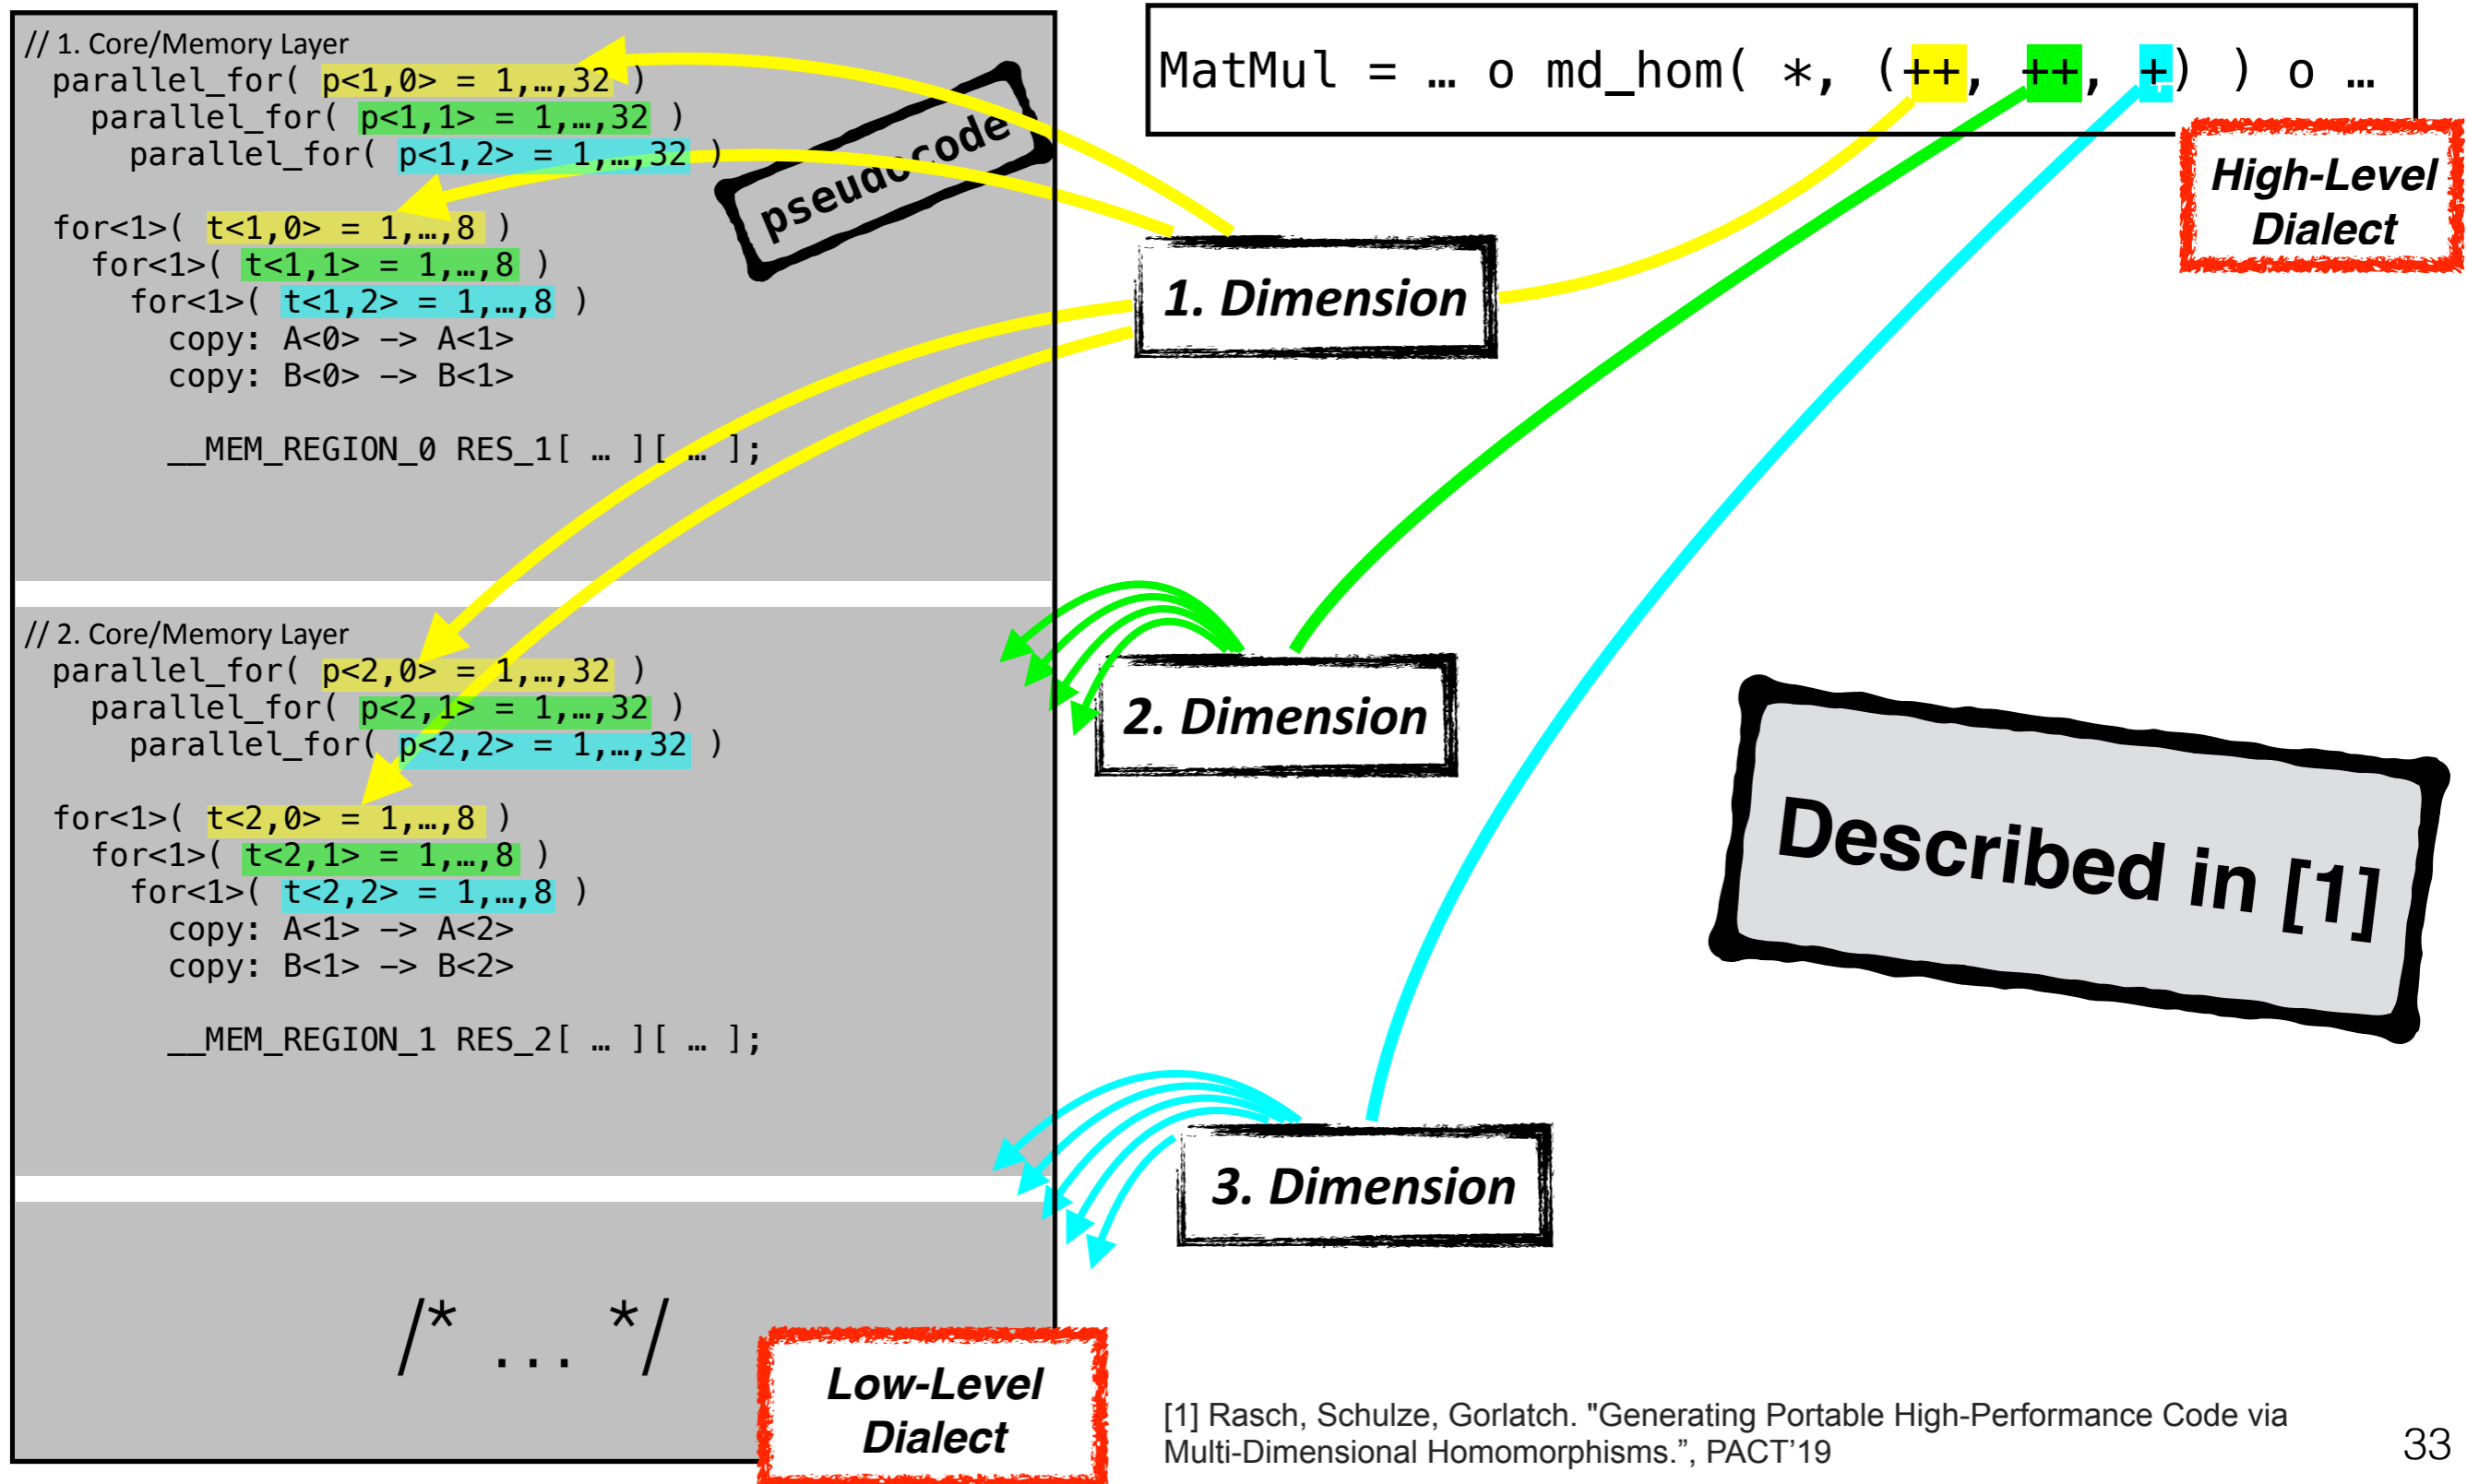 // 1. Core/Memory Layer
parallel_for( p<1,0> = 1,…,32 )
parallel_for( p<1,1> = 1,…,32 )
parallel_for( p<1,2> = 1,…,32 )
for<1>( t<1,0> = 1,…,8 )
for<1>( t<1,1> = 1,…,8 )
for<1>( t<1,2> = 1,…,8 )
copy: A<0> –> A<1>
copy: B<0> –> B<1>
__MEM_REGION_0 RES_1[ … ][ … ];
pseudocode
// 2. Core/Memory Layer
parallel_for( p<2,0> = 1,…,32 )
parallel_for( p<2,1> = 1,…,32 )
parallel_for( p<2,2> = 1,…,32 )
for<1>( t<2,0> = 1,…,8 )
for<1>( t<2,1> = 1,…,8 )
for<1>( t<2,2> = 1,…,8 )
copy: A<1> –> A<2>
copy: B<1> –> B<2>
__MEM_REGION_1 RES_2[ … ][ … ];
/* ... */
Low-Level
Dialect
MatMul = … o md_hom( *, (++, ++, +) ) o …
High-Level
Dialect
1. Dimension
2. Dimension
3. Dimension
Described in [1]
[1] Rasch, Schulze, Gorlatch. "Generating Portable High-Performance Code via
Multi-Dimensional Homomorphisms.”, PACT’19
33